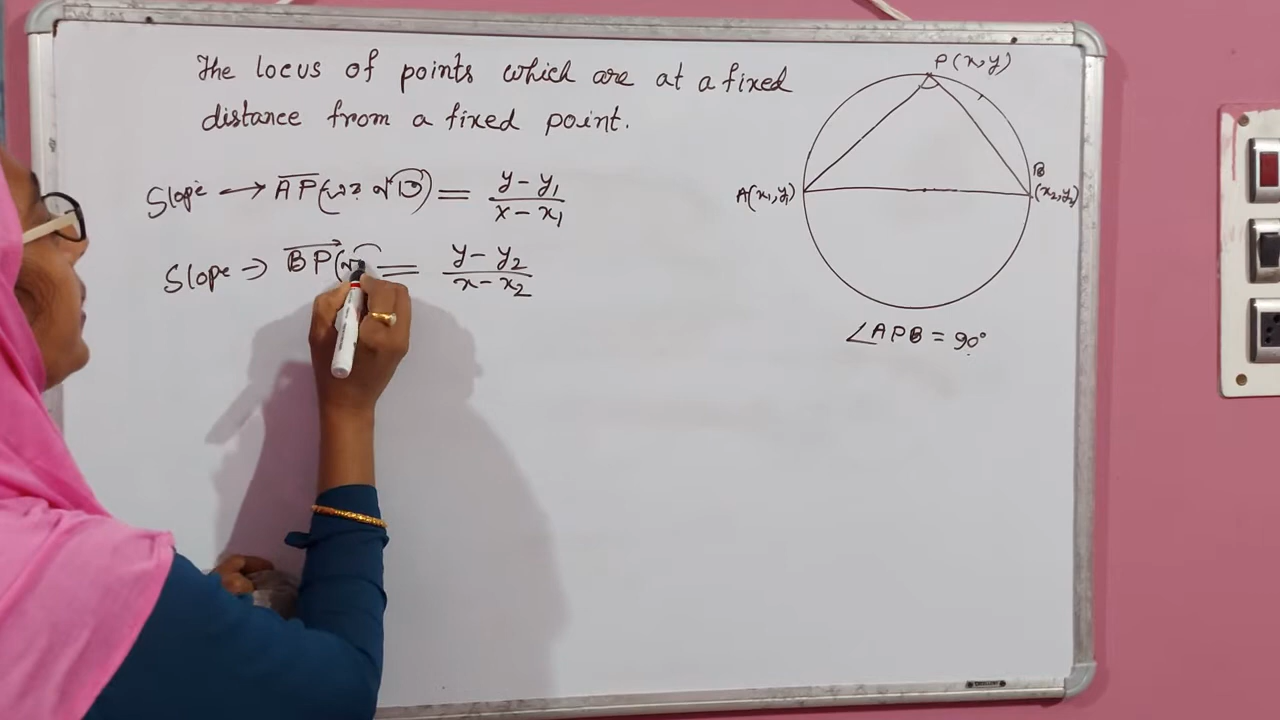 The locus of points which are at a fixed
distance from a fixed point.
Slope → AP = y - y₁ / x - x₁
Slope → BP = y - y₂ / x - x₂
P(x,y)
A(x₁,y₁)
B
(x₂,y₂)
∠APB = 90°